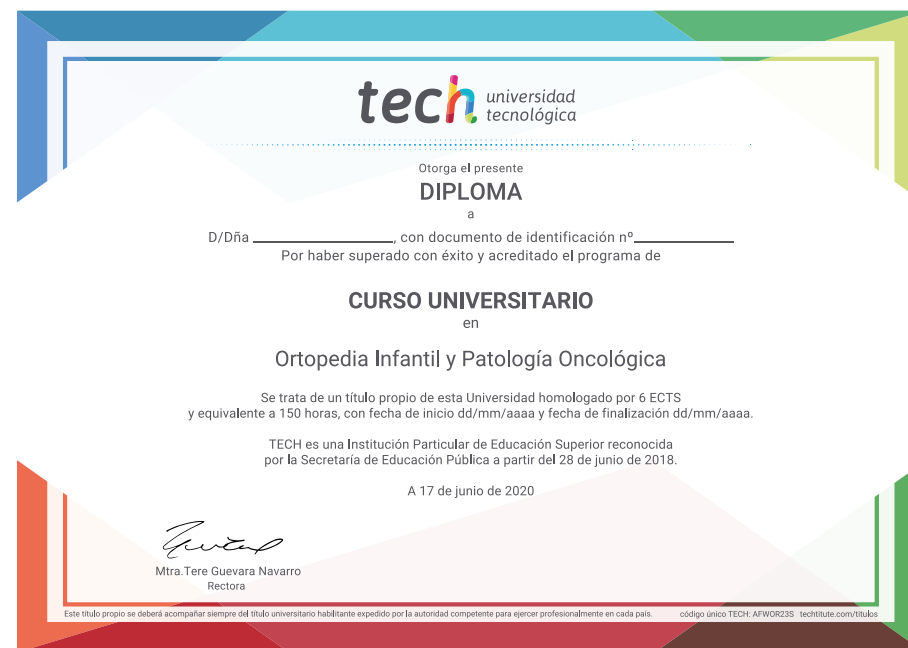 tech universidad
tecnológica
Otorga el presente
DIPLOMA
a
D/Dña ____________________, con documento de identificación nº______________
Por haber superado con éxito y acreditado el programa de
CURSO UNIVERSITARIO
en
Ortopedia Infantil y Patología Oncológica
Se trata de un título propio de esta Universidad homologado por 6 ECTS
y equivalente a 150 horas, con fecha de inicio dd/mm/aaaa y fecha de finalización dd/mm/aaaa.
TECH es una Institución Particular de Educación Superior reconocida
por la Secretaría de Educación Pública a partir del 28 de junio de 2018.
A 17 de junio de 2020
Mtra.Tere Guevara Navarro
Rectora
Este título propio se deberá acompañar siempre del título universitario habilitante expedido por la autoridad competente para ejercer profesionalmente en cada país. código único TECH: AFWOR23S techtitute.com/titulos